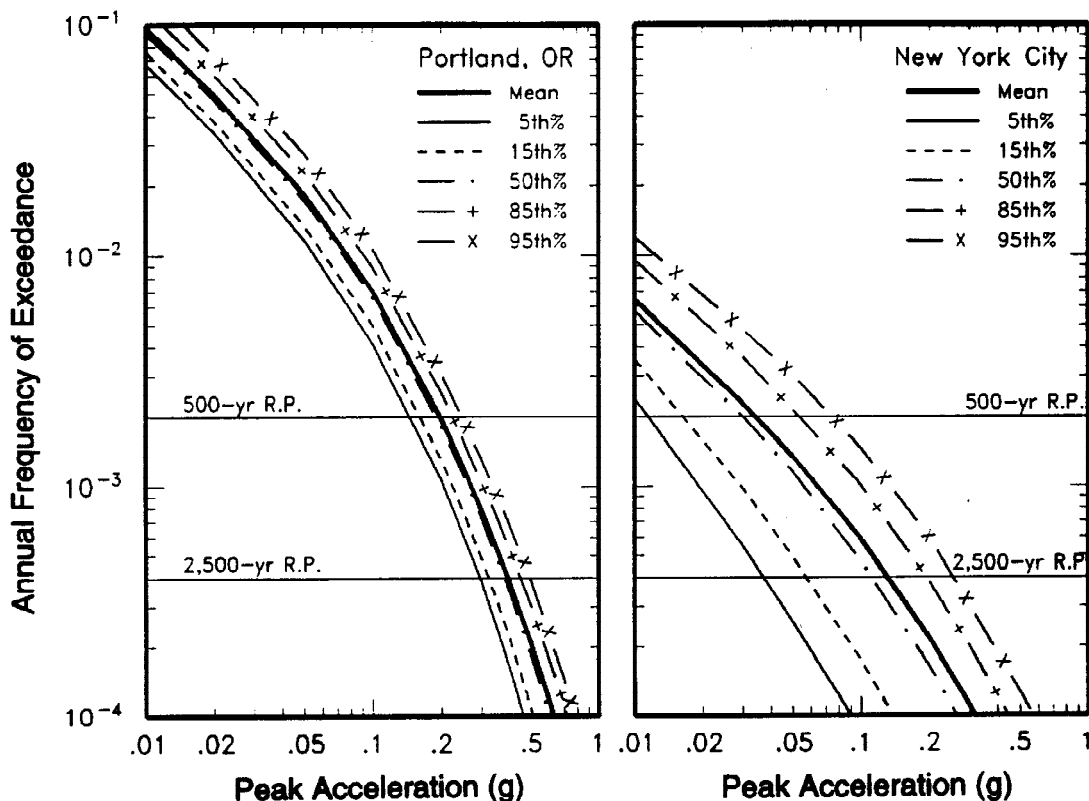 Annual Frequency of Exceedance
10^-1
10^-2
10^-3
10^-4
Portland, OR
Mean
5th%
15th%
50th%
85th%
95th%
500-yr R.P.
2,500-yr R.P.
.01 .02 .05 .1 .2 .5 1
Peak Acceleration (g)
New York City
Mean
5th%
15th%
50th%
85th%
95th%
500-yr R.P.
2,500-yr R.P.
.01 .02 .05 .1 .2 .5 1
Peak Acceleration (g)